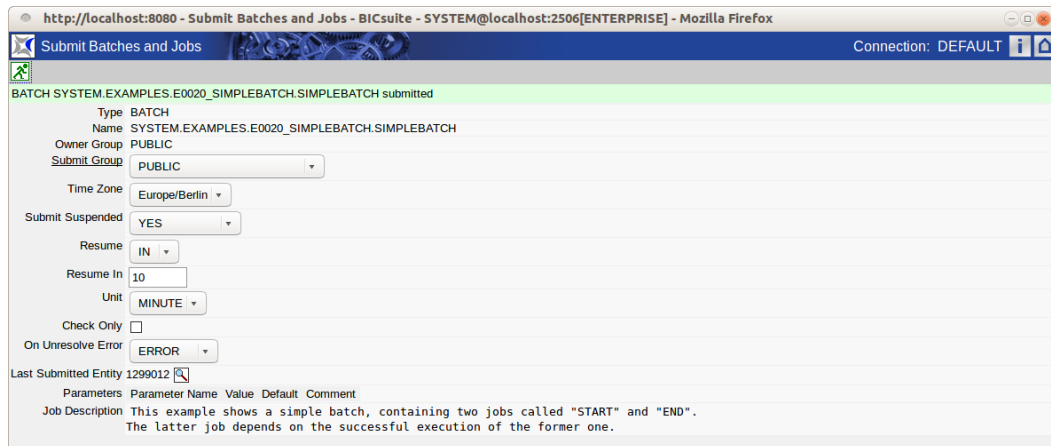 http://localhost:8080 - Submit Batches and Jobs - BICsuite - SYSTEM@localhost:2506[ENTERPRISE] - Mozilla Firefox
Submit Batches and Jobs Connection: DEFAULT i
BATCH SYSTEM.EXAMPLES.E0020_SIMPLEBATCH.SIMPLEBATCH submitted
Type BATCH
Name SYSTEM.EXAMPLES.E0020_SIMPLEBATCH.SIMPLEBATCH
Owner Group PUBLIC
Submit Group PUBLIC
Time Zone Europe/Berlin
Submit Suspended YES
Resume IN
Resume In 10
Unit MINUTE
Check Only
On Unresolve Error ERROR
Last Submitted Entity 1299012
Parameters Parameter Name Value Default Comment
Job Description This example shows a simple batch, containing two jobs called "START" and "END".
The latter job depends on the successful execution of the former one.